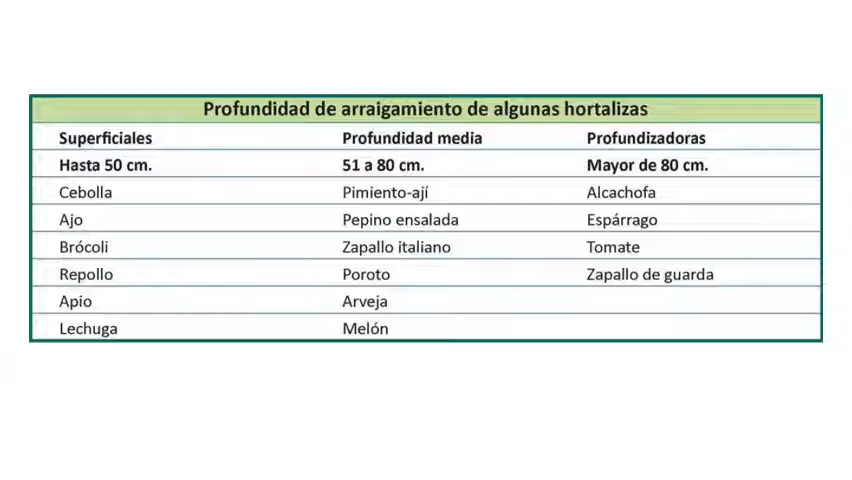 Profundidad de arraigamiento de algunas hortalizas
Superficiales Profundidad media Profundizadoras
Hasta 50 cm. 51 a 80 cm. Mayor de 80 cm.
Cebolla Pimiento-ají Alcachofa
Ajo Pepino ensalada Espárrago
Brócoli Zapallo italiano Tomate
Repollo Poroto Zapallo de guarda
Apio Arveja
Lechuga Melón